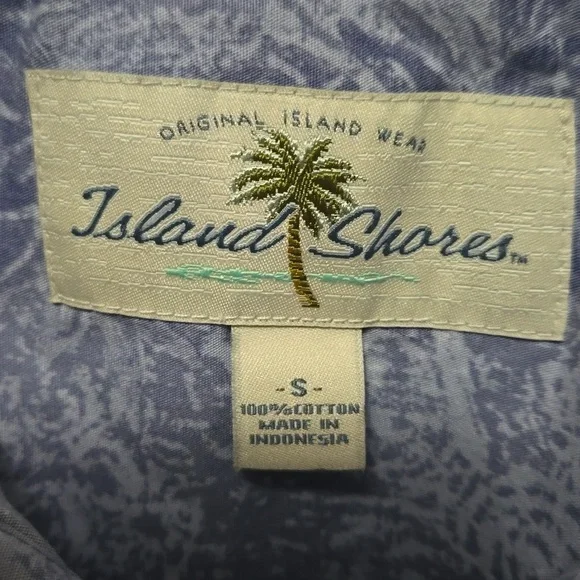 ORIGINAL ISLAND WEAR
Island Shores™
-S-
100% COTTON
MADE IN
INDONESIA